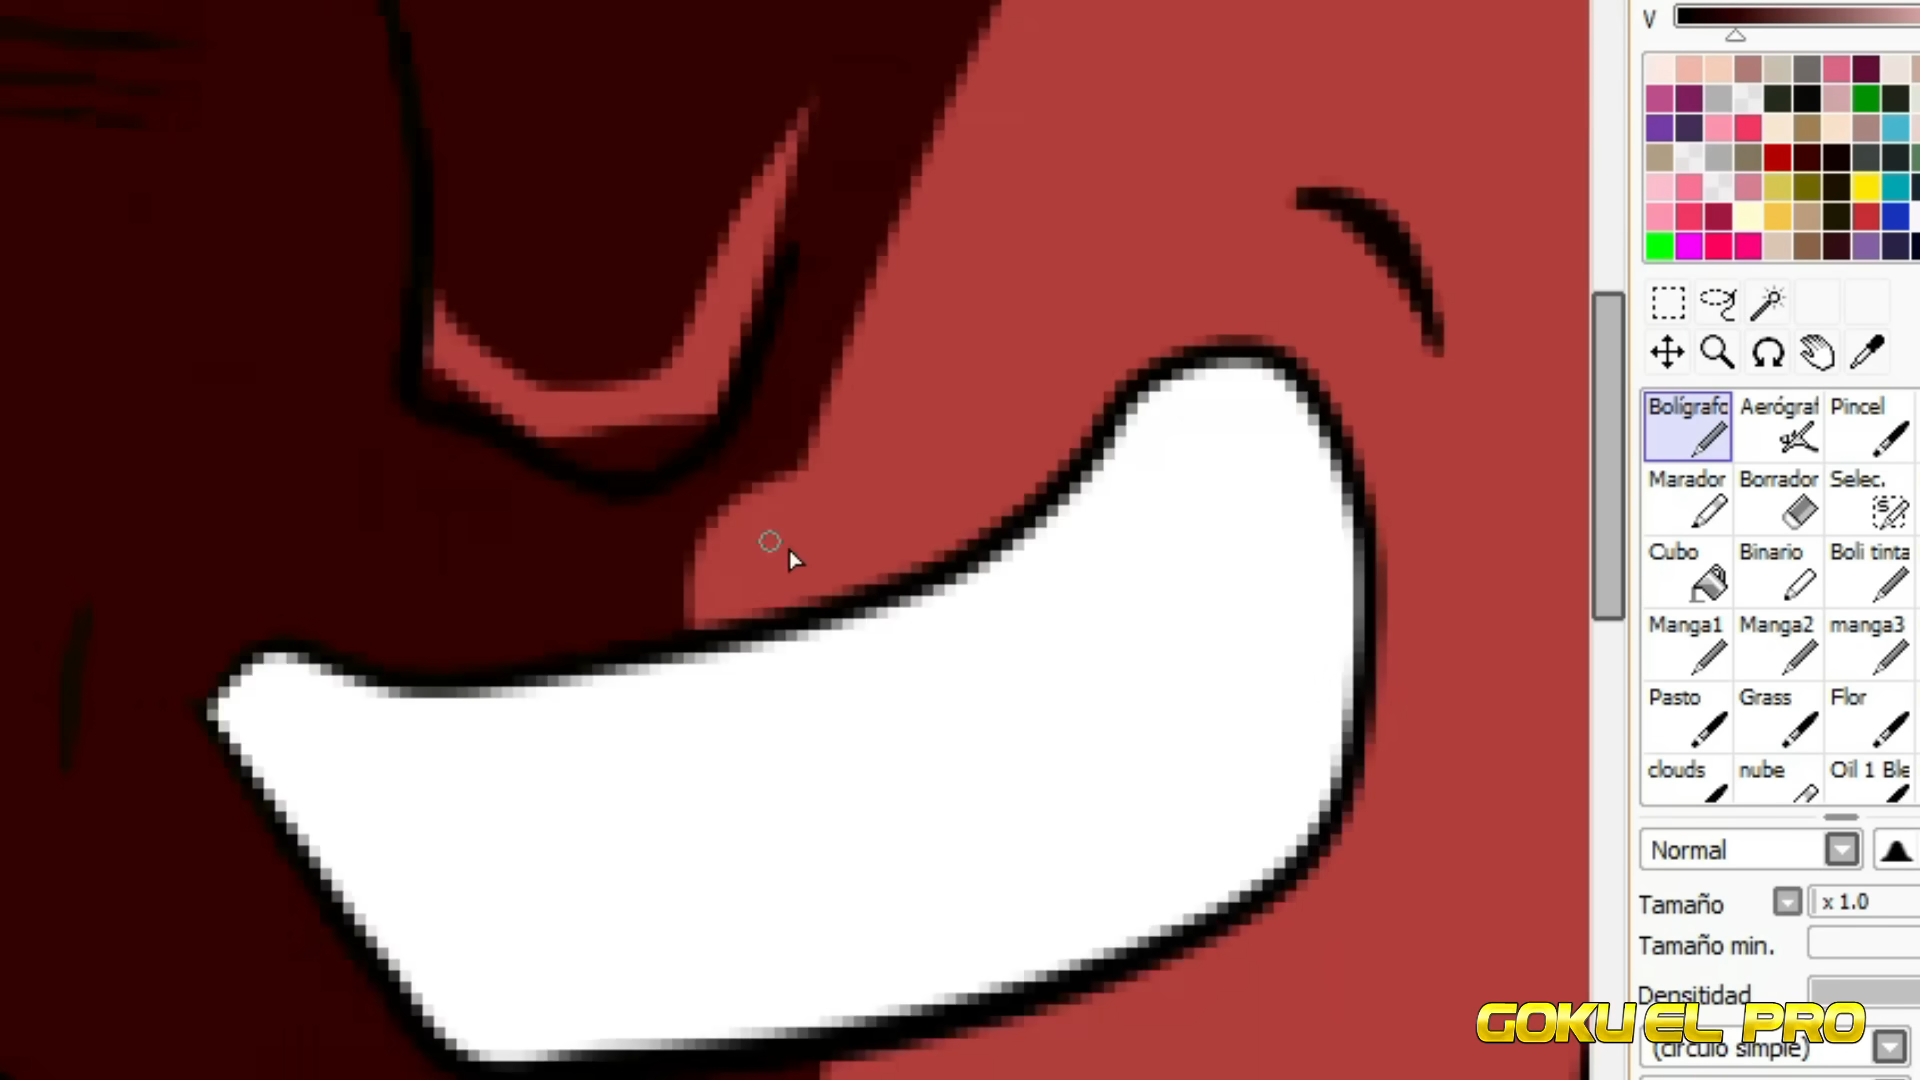 V
Bolígrafc Aerógraf Pincel
Marador Borrador Selec.
Cubo Binario Boli tinta
Manga1 Manga2 manga3
Pasto Grass Flor
clouds nube Oil 1 Ble
Normal
Tamaño x 1.0
Tamaño min.
Densitidad
GOKU EL PRO
(circulo simple)